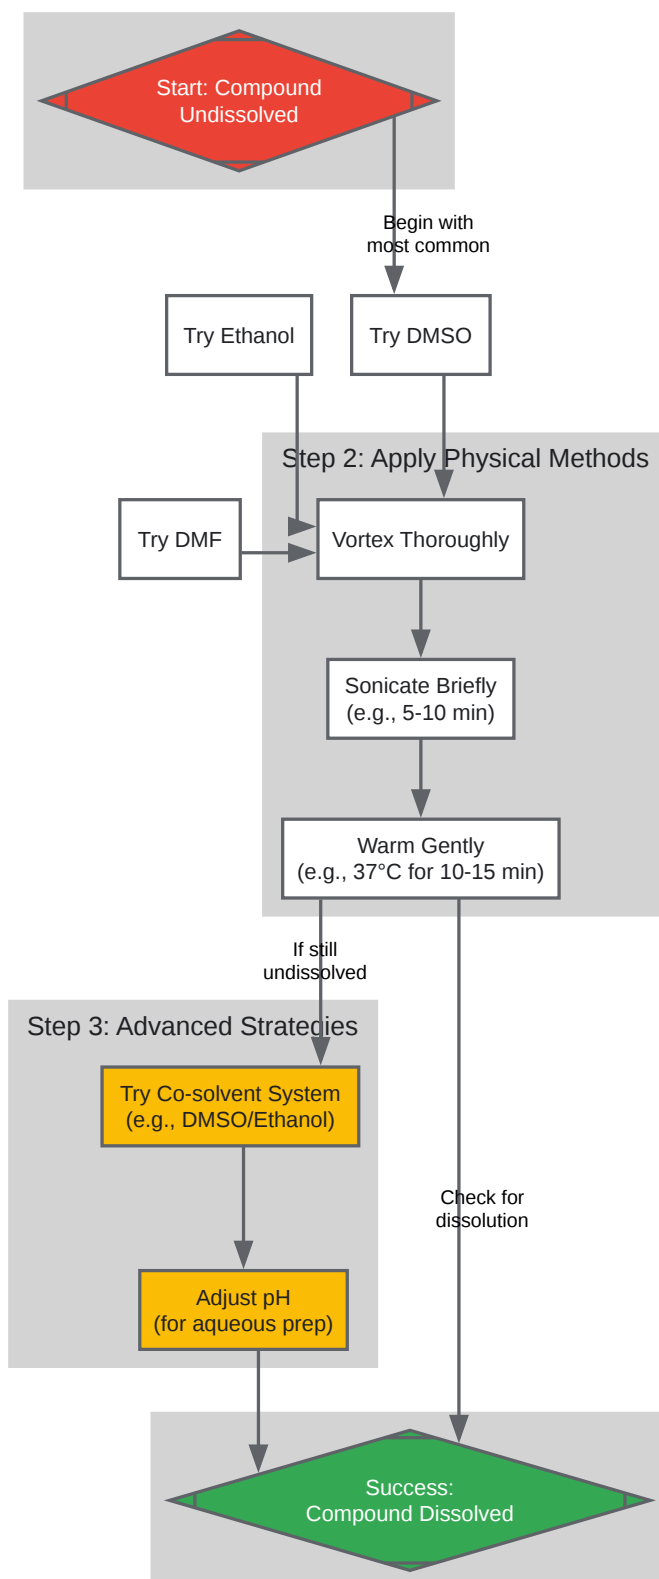 Start: Compound
Undissolved
Begin with
most common
Try Ethanol
Try DMSO
Step 2: Apply Physical Methods
Try DMF
Vortex Thoroughly
Sonicate Briefly
(e.g., 5-10 min)
Warm Gently
(e.g., 37°C for 10-15 min)
If still
undissolved
Step 3: Advanced Strategies
Try Co-solvent System
(e.g., DMSO/Ethanol)
Check for
dissolution
Adjust pH
(for aqueous prep)
Success:
Compound Dissolved